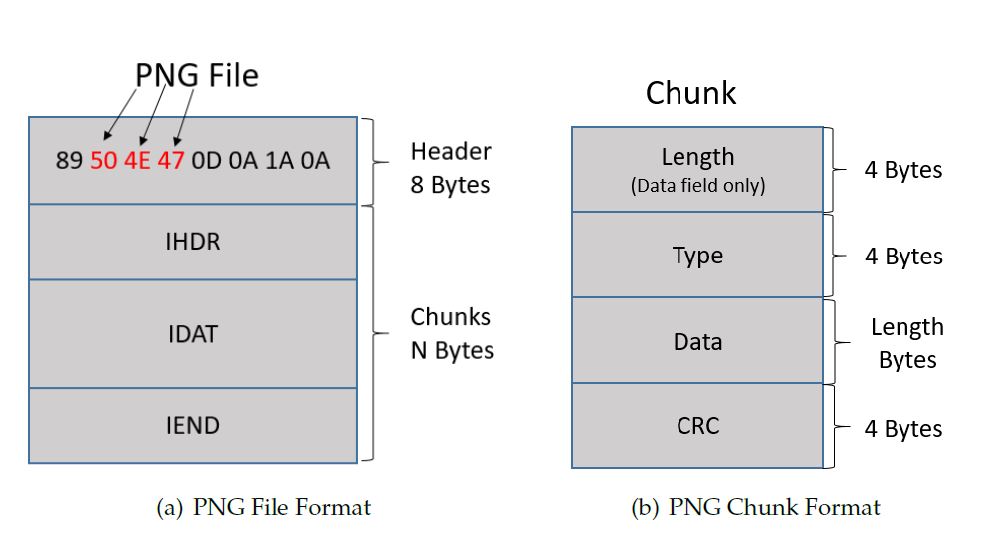 PNG File
89 50 4E 47 0D 0A 1A 0A
Header
8 Bytes
IHDR
IDAT
IEND
Chunks
N Bytes
(a) PNG File Format
Chunk
Length
(Data field only)
4 Bytes
Type
4 Bytes
Data
Length
Bytes
CRC
4 Bytes
(b) PNG Chunk Format